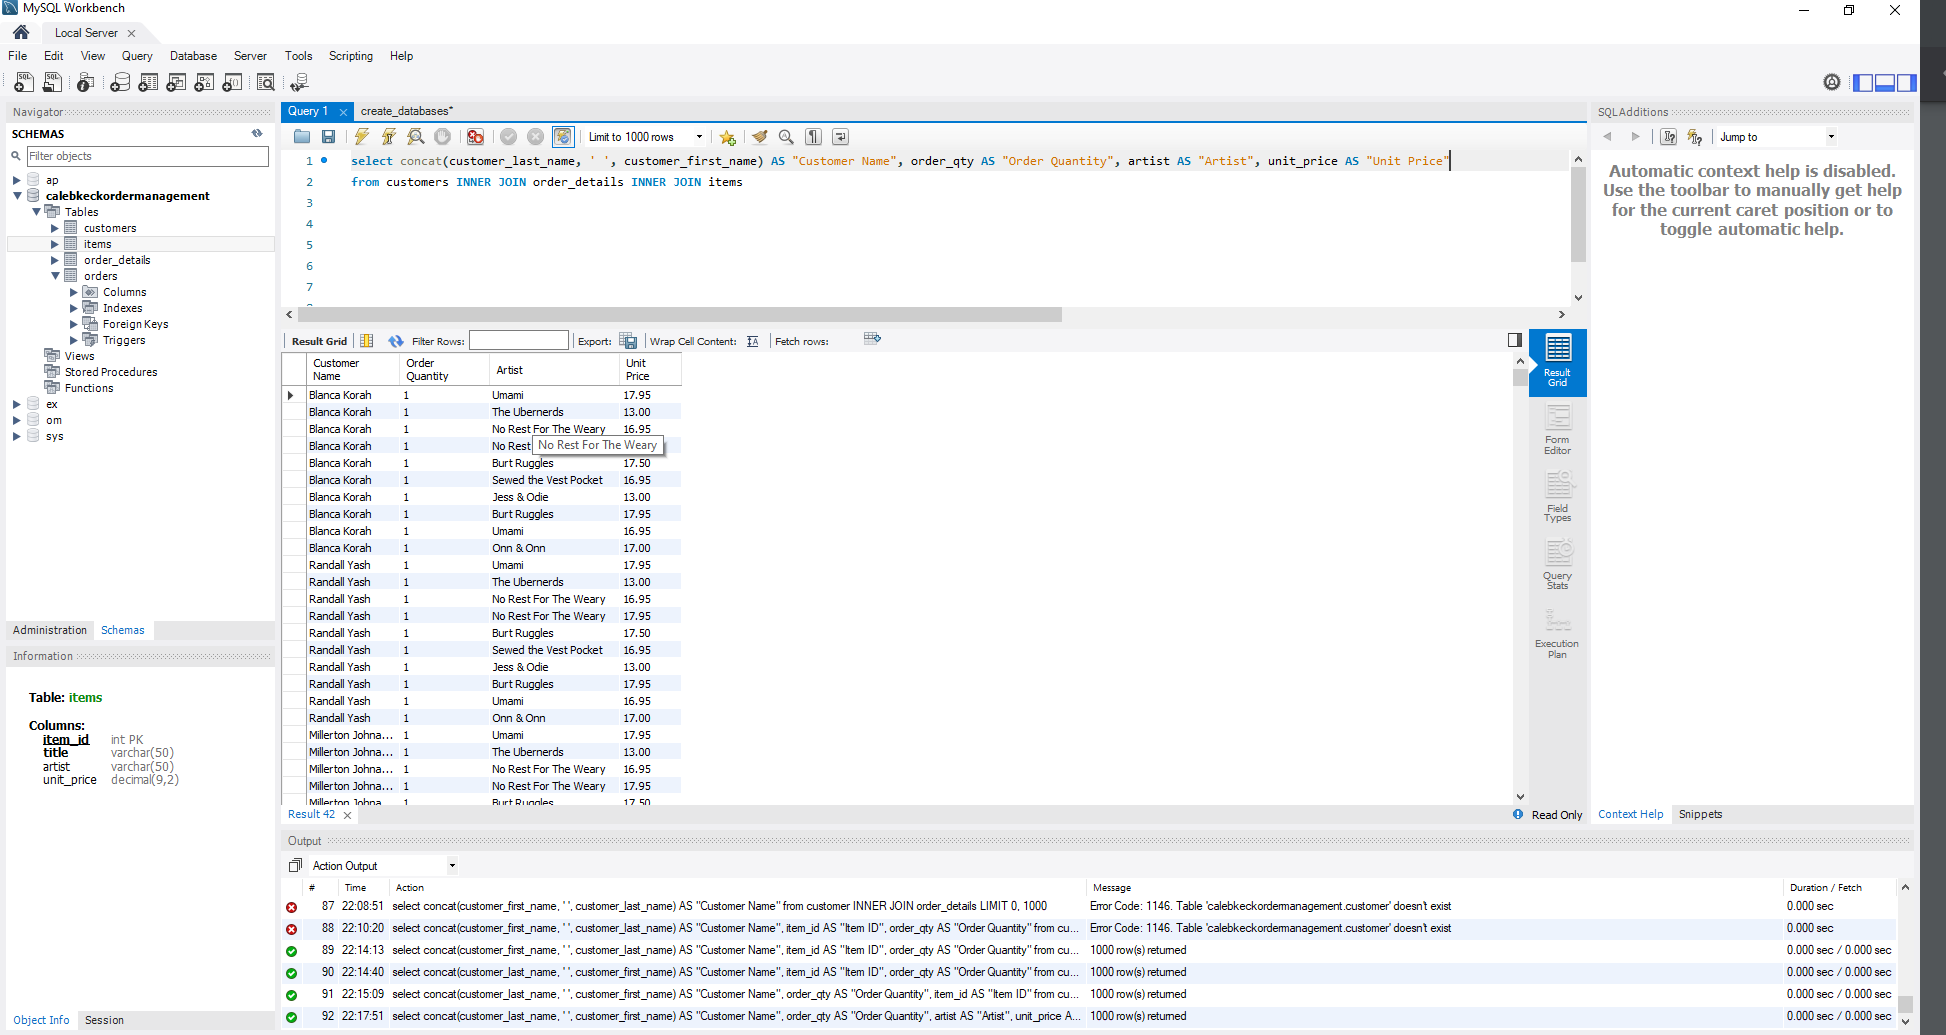 MySQL Workbench
Local Server
File Edit View Query Database Server Tools Scripting Help
Navigator
SCHEMAS
Filter objects
ap
calebkeckordermanagement
Tables
customers
items
order_details
orders
Columns
Indexes
Foreign Keys
Triggers
Views
Stored Procedures
Functions
ex
om
sys
Administration Schemas
Information
Table: items
Columns:
item_id int PK
title varchar(50)
artist varchar(50)
unit_price decimal(9,2)
Object Info Session
Query 1 create_databases*
Limit to 1000 rows
1 select concat(customer_last_name, ' ', customer_first_name) AS "Customer Name", order_qty AS "Order Quantity", artist AS "Artist", unit_price AS "Unit Price"
2 from customers INNER JOIN order_details INNER JOIN items
3
4
5
6
7
Result Grid Filter Rows: Export: Wrap Cell Content: Fetch rows:
Customer Name Order Quantity Artist Unit Price
Blanca Korah 1 Umami 17.95
Blanca Korah 1 The Ubernerds 13.00
Blanca Korah 1 No Rest For The Weary 16.95
Blanca Korah 1 No Rest
No Rest For The Weary
Blanca Korah 1 Burt Ruggles 17.50
Blanca Korah 1 Sewed the Vest Pocket 16.95
Blanca Korah 1 Jess & Odie 13.00
Blanca Korah 1 Burt Ruggles 17.95
Blanca Korah 1 Umami 16.95
Blanca Korah 1 Onn & Onn 17.00
Randall Yash 1 Umami 17.95
Randall Yash 1 The Ubernerds 13.00
Randall Yash 1 No Rest For The Weary 16.95
Randall Yash 1 No Rest For The Weary 17.95
Randall Yash 1 Burt Ruggles 17.50
Randall Yash 1 Sewed the Vest Pocket 16.95
Randall Yash 1 Jess & Odie 13.00
Randall Yash 1 Burt Ruggles 17.95
Randall Yash 1 Umami 16.95
Randall Yash 1 Onn & Onn 17.00
Millerton Johna... 1 Umami 17.95
Millerton Johna... 1 The Ubernerds 13.00
Millerton Johna... 1 No Rest For The Weary 16.95
Millerton Johna... 1 No Rest For The Weary 17.95
Millerton Johna 1 Burt Ruggles 17.50
Result Grid
Form Editor
Field Types
Query Stats
Execution Plan
Result 42
Read Only
SQLAdditions
Jump to
Automatic context help is disabled.
Use the toolbar to manually get help
for the current caret position or to
toggle automatic help.
Context Help Snippets
Output
Action Output
# Time Action Message Duration / Fetch
87 22:08:51 select concat(customer_first_name, ' ', customer_last_name) AS "Customer Name" from customer INNER JOIN order_details LIMIT 0, 1000 Error Code: 1146. Table 'calebkeckordermanagement.customer' doesn't exist 0.000 sec
88 22:10:20 select concat(customer_first_name, ' ', customer_last_name) AS "Customer Name", item_id AS "Item ID", order_qty AS "Order Quantity" from cu... Error Code: 1146. Table 'calebkeckordermanagement.customer' doesn't exist 0.000 sec
89 22:14:13 select concat(customer_first_name, ' ', customer_last_name) AS "Customer Name", item_id AS "Item ID", order_qty AS "Order Quantity" from cu... 1000 row(s) returned 0.000 sec / 0.000 sec
90 22:14:40 select concat(customer_last_name, ' ', customer_first_name) AS "Customer Name", item_id AS "Item ID", order_qty AS "Order Quantity" from cu... 1000 row(s) returned 0.000 sec / 0.000 sec
91 22:15:09 select concat(customer_last_name, ' ', customer_first_name) AS "Customer Name", order_qty AS "Order Quantity", item_id AS "Item ID" from cu... 1000 row(s) returned 0.000 sec / 0.000 sec
92 22:17:51 select concat(customer_last_name, ' ', customer_first_name) AS "Customer Name", order_qty AS "Order Quantity", artist AS "Artist", unit_price A... 1000 row(s) returned 0.000 sec / 0.000 sec